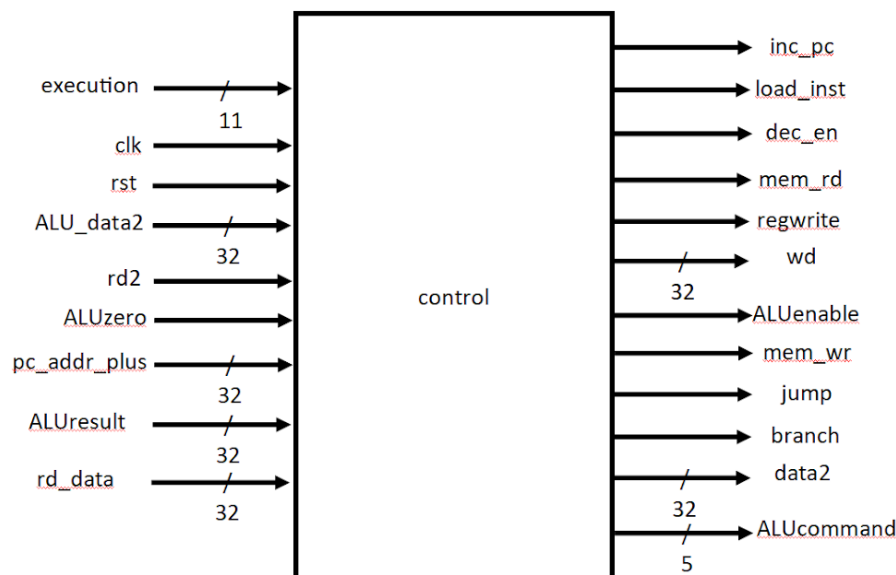 execution
11
clk
rst
ALU_data2
32
rd2
ALUzero
pc_addr_plus
32
ALUresult
32
rd_data
32
control
inc_pc
load_inst
dec_en
mem_rd
regwrite
wd
32
ALUenable
mem_wr
jump
branch
data2
32
ALUcommand
5